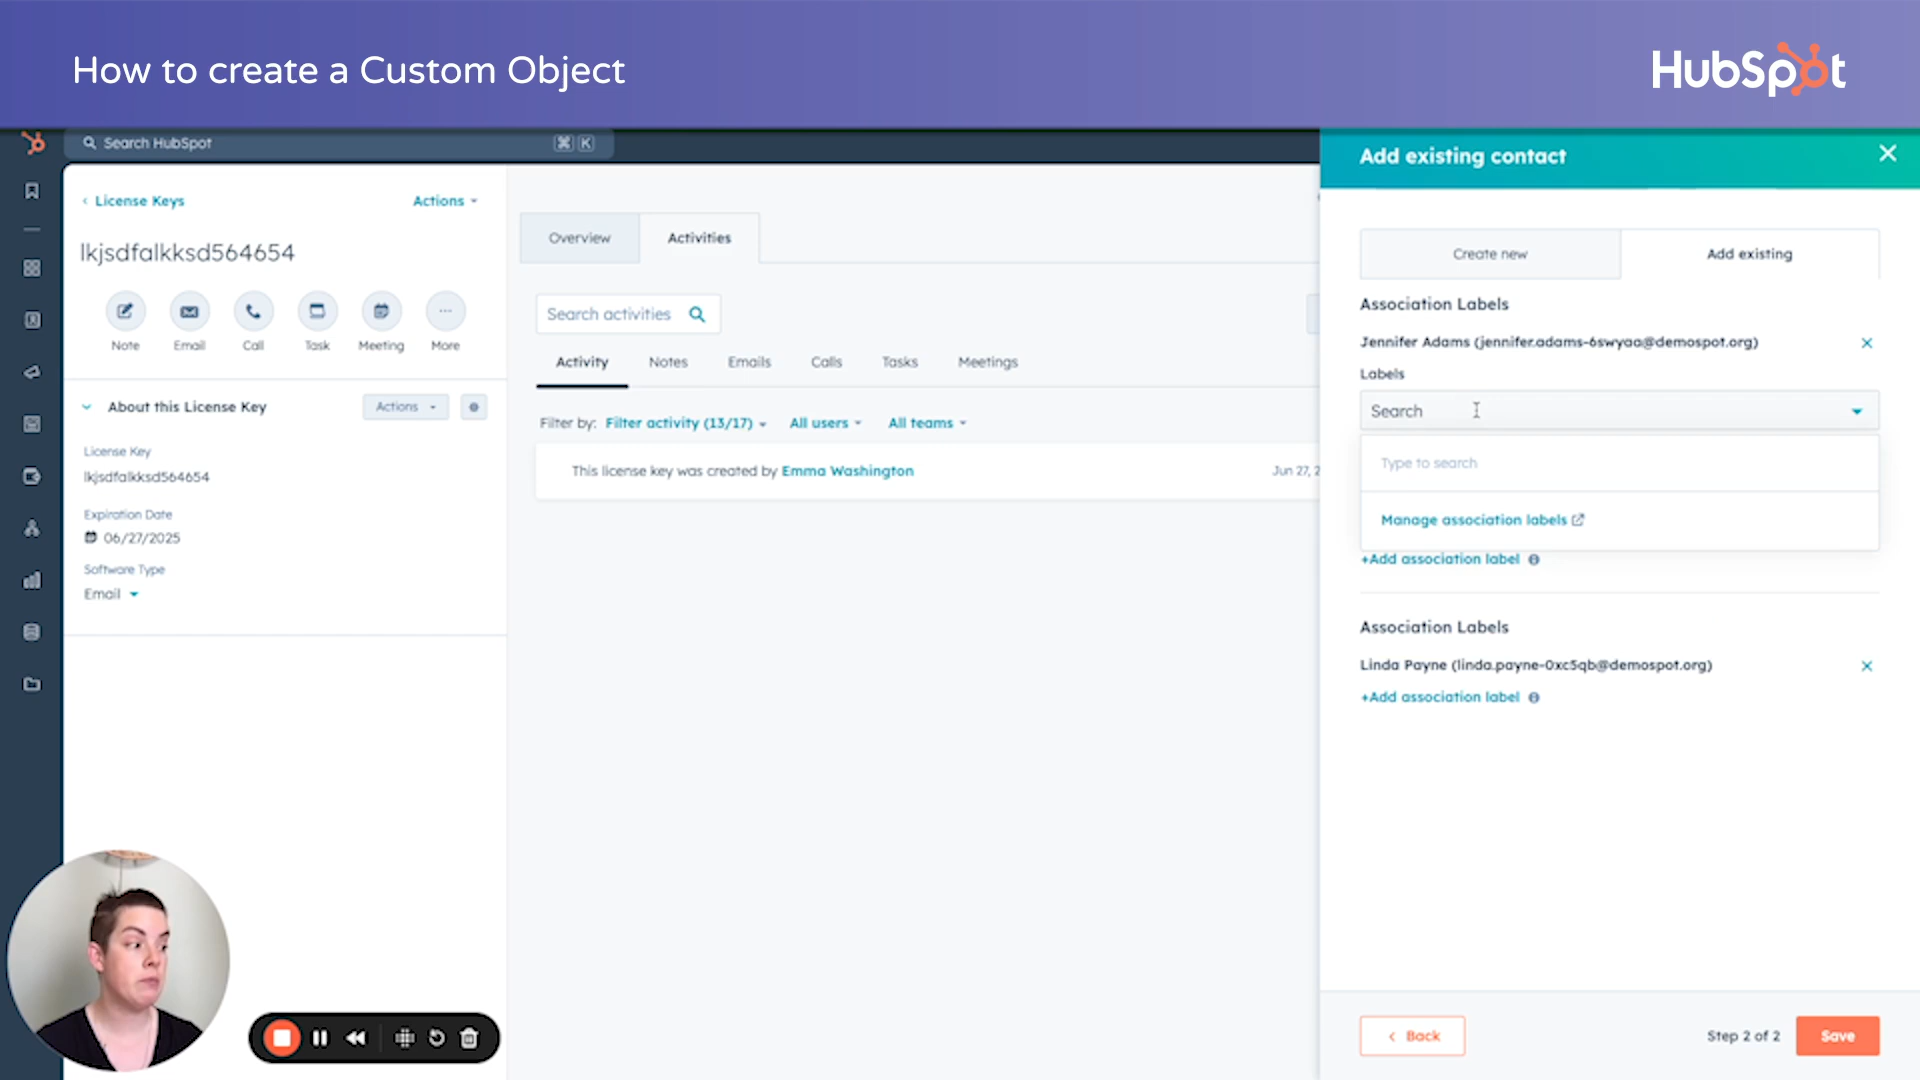 How to create a Custom Object
HubSpot
Search HubSpot
⌘ K
License Keys
Actions
lkjsdfalkksd564654
Note
Email
Call
Task
Meeting
More
About this License Key
Actions
License Key
lkjsdfalkksd564654
Expiration Date
06/27/2025
Software Type
Email
Overview
Activities
Search activities
Activity
Notes
Emails
Calls
Tasks
Meetings
Filter by:
Filter activity (13/17)
All users
All teams
This license key was created by Emma Washington
Jun 27, 2
Add existing contact
Create new
Add existing
Association Labels
Jennifer Adams (jennifer.adams-6swyaa@demospot.org)
Labels
Search
Type to search
Manage association labels
+Add association label
Association Labels
Linda Payne (linda.payne-0xc5qb@demospot.org)
+Add association label
Back
Step 2 of 2
Save